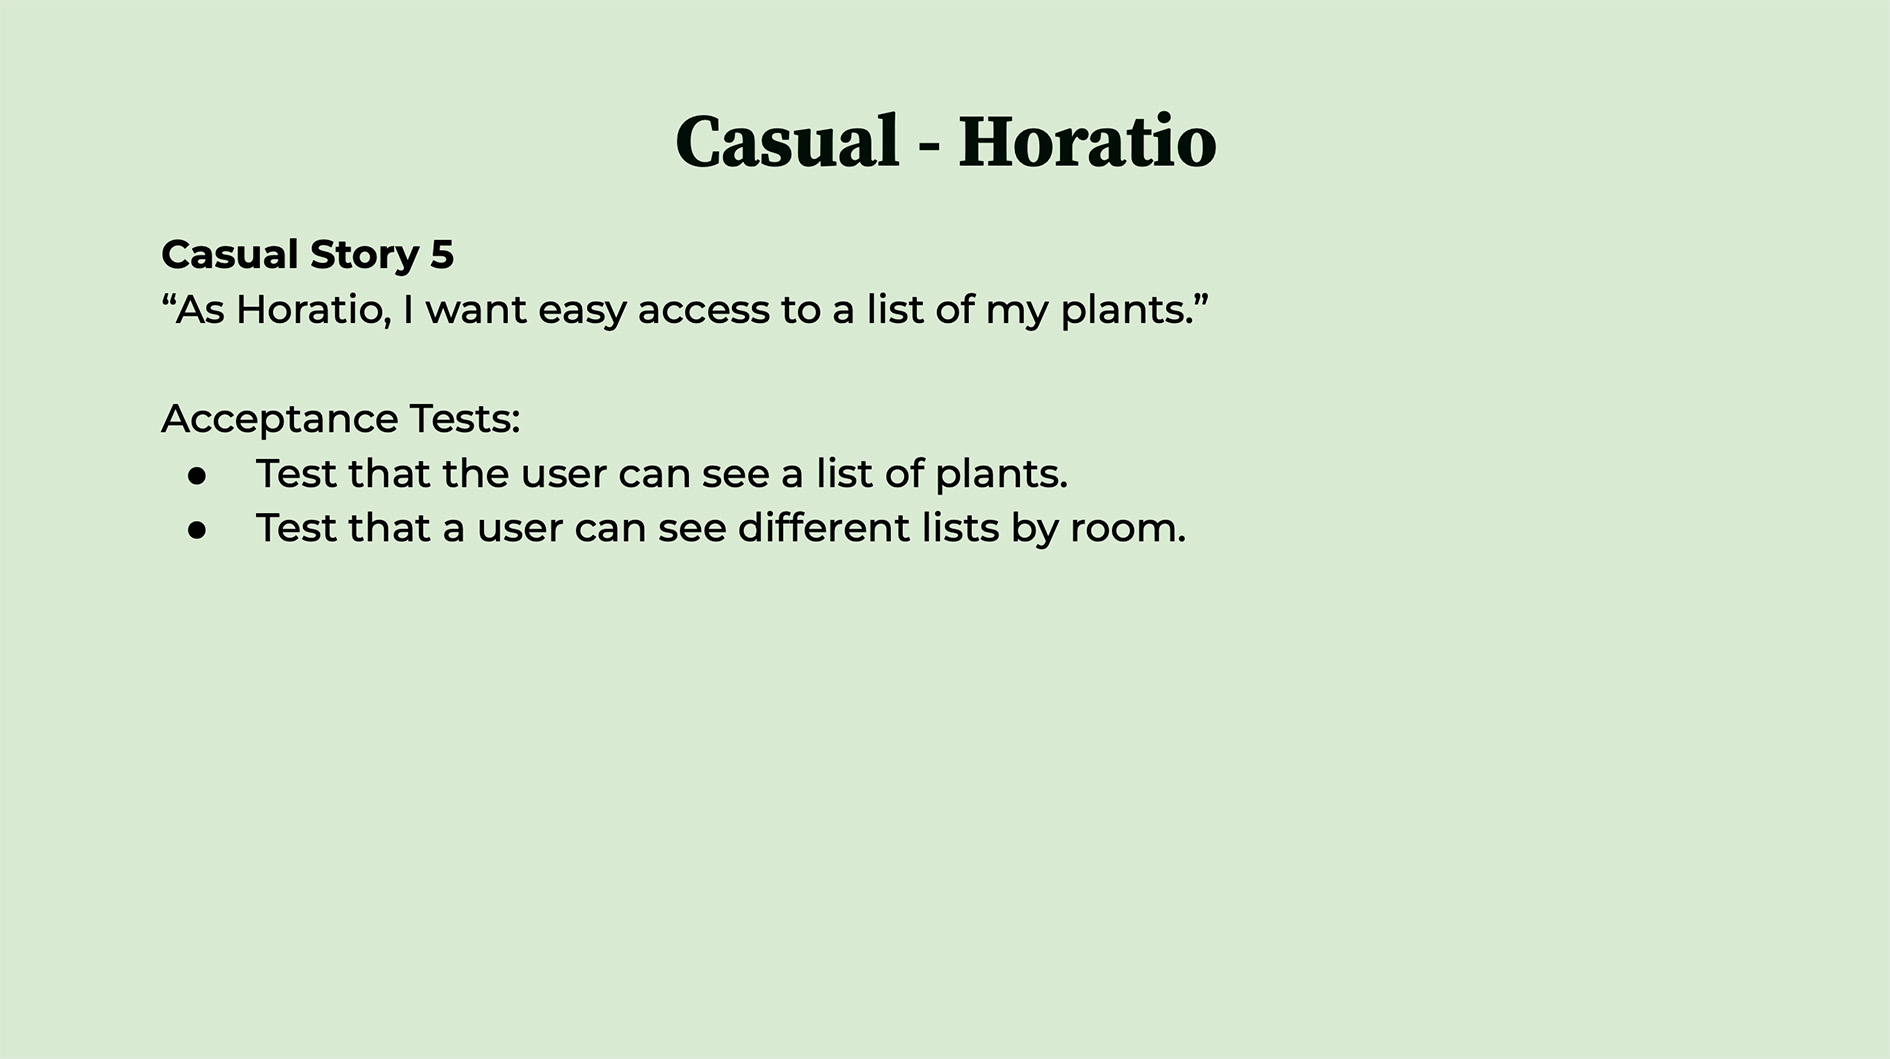 Casual - Horatio
Casual Story 5
“As Horatio, I want easy access to a list of my plants.”
Acceptance Tests:
● Test that the user can see a list of plants.
● Test that a user can see different lists by room.